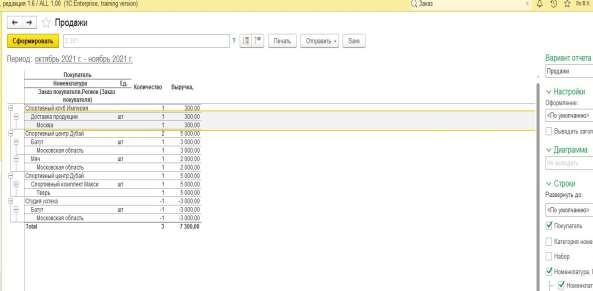 редакция 1.6 / ALL 1,00 (1C:Enterprise, training version)
Заказ
Продажи
Сформировать
?
Печать
Отправить
Still
Период: октябрь 2021 г. - ноябрь 2021 г.
Покупатель
Номенклатура Ед. Количество Выручка,
Заказ покупателя.Регион (Заказ
покупателя)
Спортивный клуб Империя 1 300,00
Доставка продукции шт 1 300,00
Москва 1 300,00
Спортивный центр Дубай 2 5 000,00
Батут шт 1 3 000,00
Московская область 1 3 000,00
Мяч шт 1 2 000,00
Московская область 1 2 000,00
Спортивный центр Дубай 1 5 000,00
Спортивный комплект Макси шт 1 5 000,00
Тверь 1 5 000,00
Студия успеха -1 -3 000,00
Батут шт -1 -3 000,00
Московская область -1 -3 000,00
Total 3 7 300,00
Вариант отчета
Продажи
Настройки
Оформление:
<По умолчанию>
Выводить загол
Диаграмма
Не выводить
Строки
Развернуть до:
<По умолчанию>
Покупатель
Категория номе
Набор
Номенклатура,
Номенклат